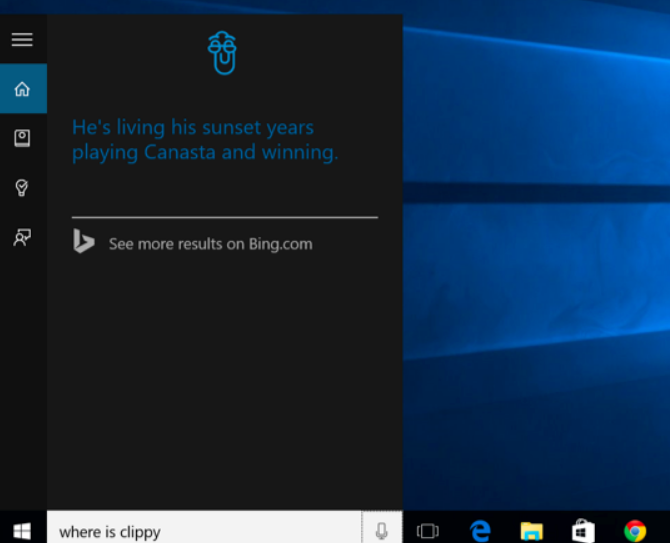 He's living his sunset years
playing Canasta and winning.
See more results on Bing.com
where is clippy